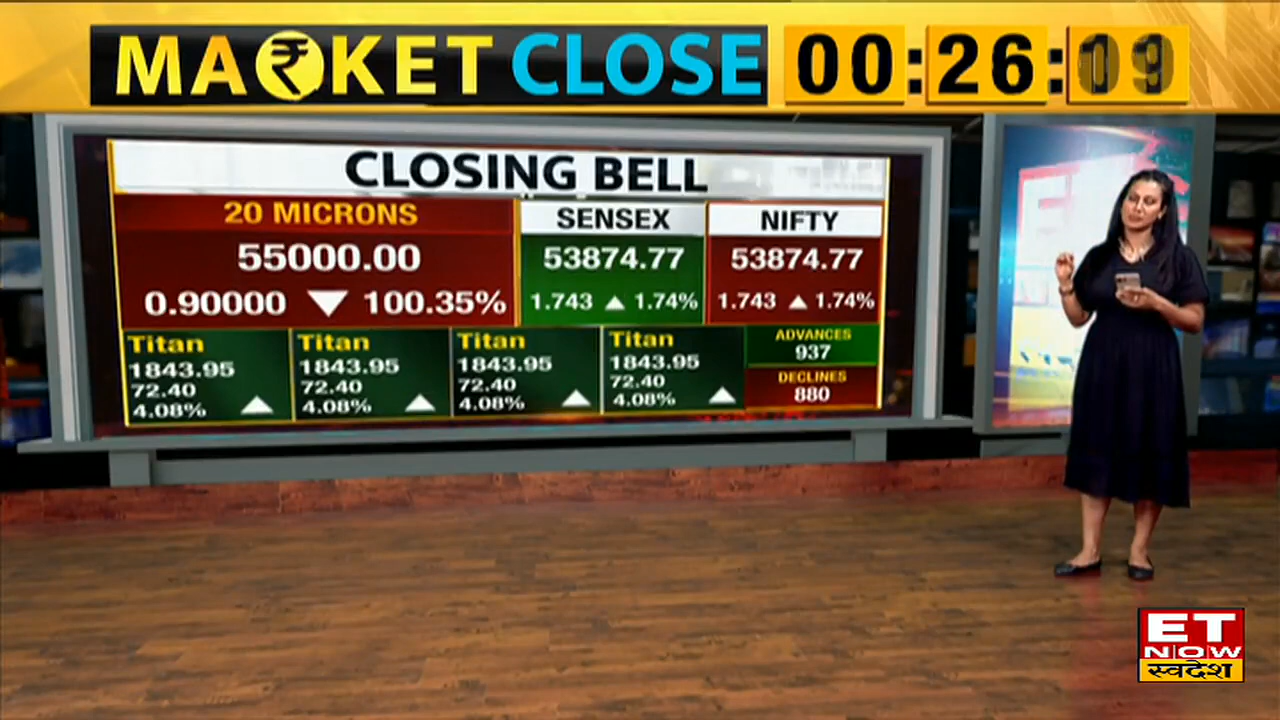 MARKET CLOSE 00:26:
CLOSING BELL
20 MICRONS
55000.00
0.90000 100.35%
SENSEX
53874.77
1.743 1.74%
NIFTY
53874.77
1.743 1.74%
Titan
1843.95
72.40
4.08%
Titan
1843.95
72.40
4.08%
Titan
1843.95
72.40
4.08%
Titan
1843.95
72.40
4.08%
ADVANCES
937
DECLINES
880
ET
NOW
स्वदेश